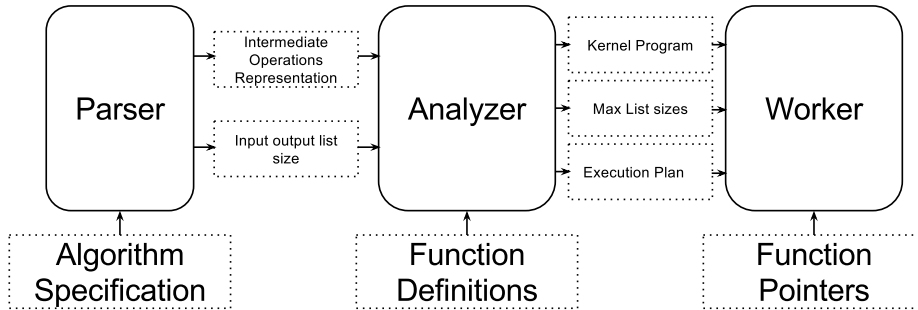 Parser
Intermediate
Operations
Representation
Input output list
size
Analyzer
Kernel Program
Max List sizes
Execution Plan
Worker
Algorithm
Specification
Function
Definitions
Function
Pointers